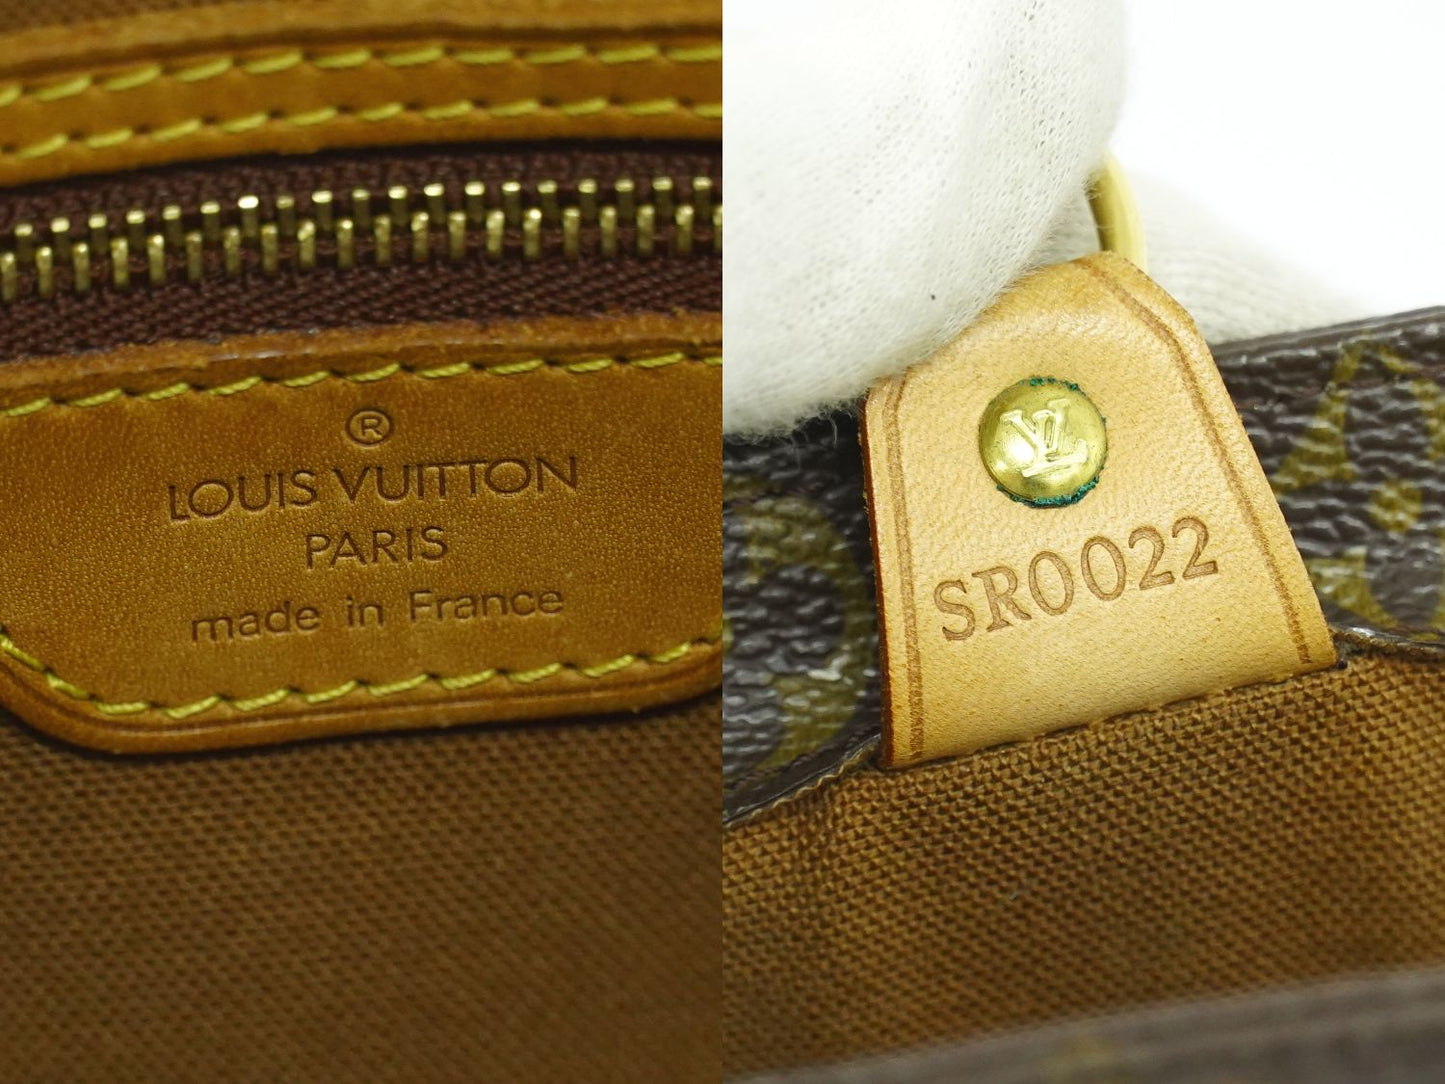 ®
LOUIS VUITTON
PARIS
made in France
LV
SR0022